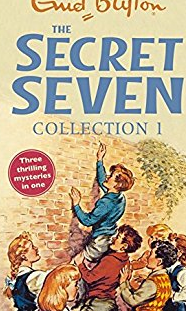 Enid Blyton
THE
SECRET
SEVEN
COLLECTION 1
Three
thrilling
mysteries
in one